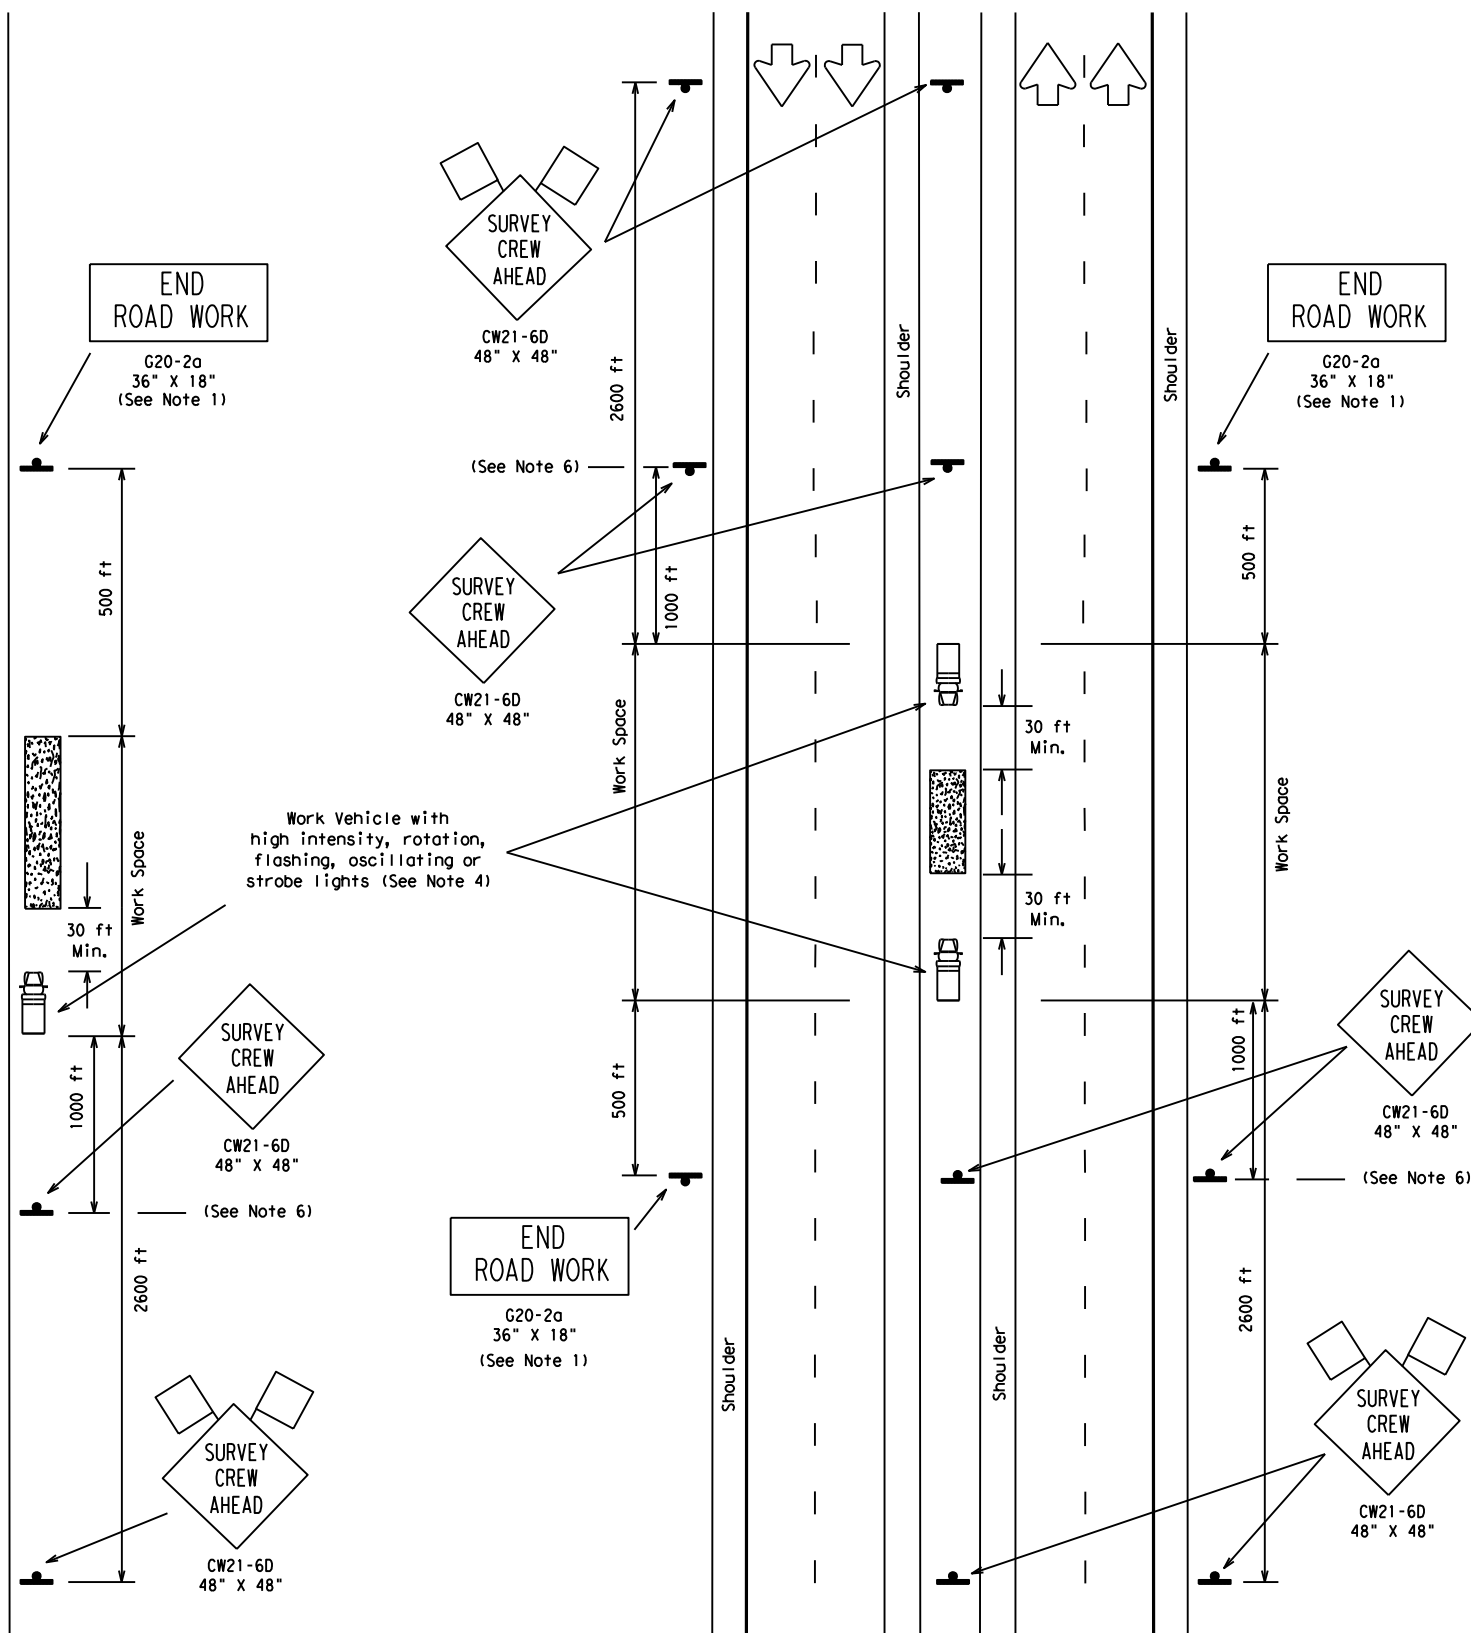 SURVEY
CREW
AHEAD
CW21-6D
48" X 48"
END
ROAD WORK
G20-2a
36" X 18"
(See Note 1)
END
ROAD WORK
G20-2a
36" X 18"
(See Note 1)
2600 ft
Shoulder
Shoulder
(See Note 6)
500 ft
1000 ft
500 ft
SURVEY
CREW
AHEAD
CW21-6D
48" X 48"
Work Space
30 ft
Min.
Work Vehicle with
high intensity, rotation,
flashing, oscillating or
strobe lights (See Note 4)
Work Space
Work Space
30 ft
Min.
30 ft
Min.
SURVEY
CREW
AHEAD
CW21-6D
48" X 48"
1000 ft
500 ft
1000 ft
SURVEY
CREW
AHEAD
CW21-6D
48" X 48"
(See Note 6)
(See Note 6)
2600 ft
END
ROAD WORK
G20-2a
36" X 18"
(See Note 1)
2600 ft
Shoulder
Shoulder
SURVEY
CREW
AHEAD
CW21-6D
48" X 48"
SURVEY
CREW
AHEAD
CW21-6D
48" X 48"